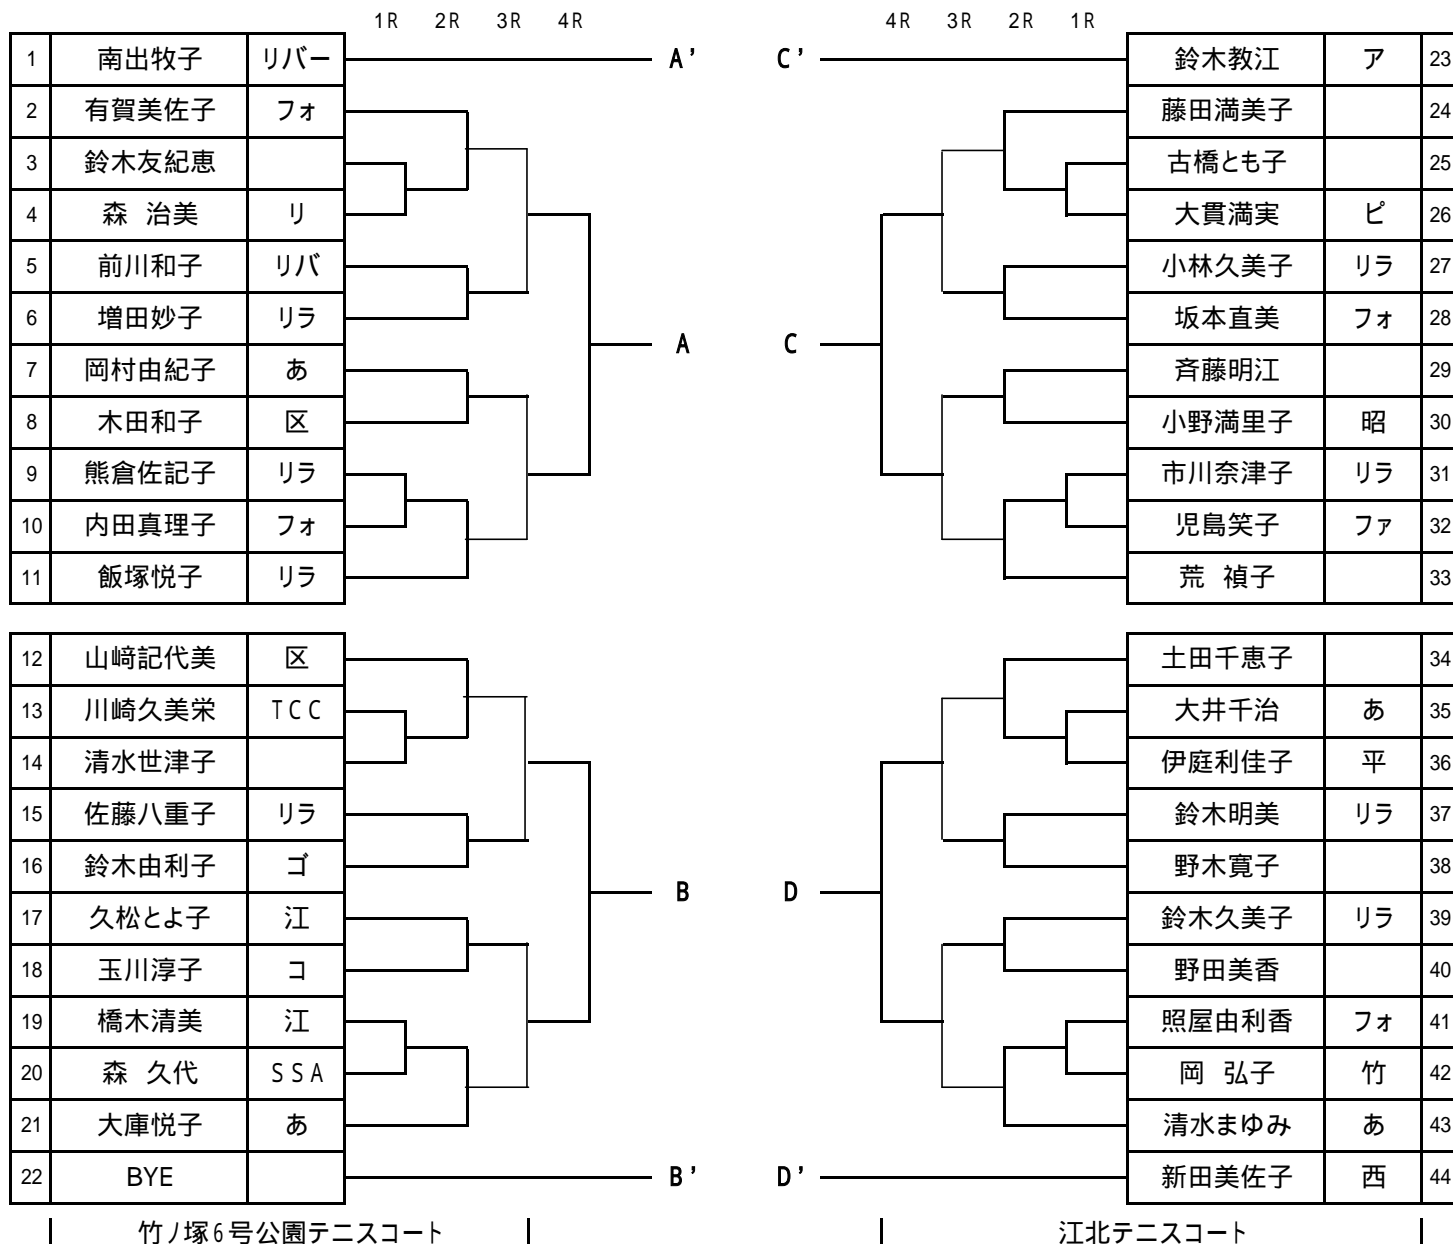 1R 2R 3R 4R 4R 3R 2R 1R
1 南出牧子 リバー A' C' 鈴木教江 ア 23
2 有賀美佐子 フォ 藤田満美子 24
3 鈴木友紀恵 古橋とも子 25
4 森 治美 リ 大貫満実 ピ 26
5 前川和子 リバ 小林久美子 リラ 27
6 増田妙子 リラ 坂本直美 フォ 28
A C
7 岡村由紀子 あ 斉藤明江 29
8 木田和子 区 小野満里子 昭 30
9 熊倉佐記子 リラ 市川奈津子 リラ 31
10 内田真理子 フォ 児島笑子 ファ 32
11 飯塚悦子 リラ 荒 禎子 33
12 山﨑記代美 区 土田千恵子 34
13 川崎久美栄 TCC 大井千治 あ 35
14 清水世津子 伊庭利佳子 平 36
15 佐藤八重子 リラ 鈴木明美 リラ 37
16 鈴木由利子 ゴ 野木寛子 38
B D
17 久松とよ子 江 鈴木久美子 リラ 39
18 玉川淳子 コ 野田美香 40
19 橋木清美 江 照屋由利香 フォ 41
20 森 久代 SSA 岡 弘子 竹 42
21 大庫悦子 あ 清水まゆみ あ 43
22 BYE B' D' 新田美佐子 西 44
竹ノ塚6号公園テニスコート 江北テニスコート